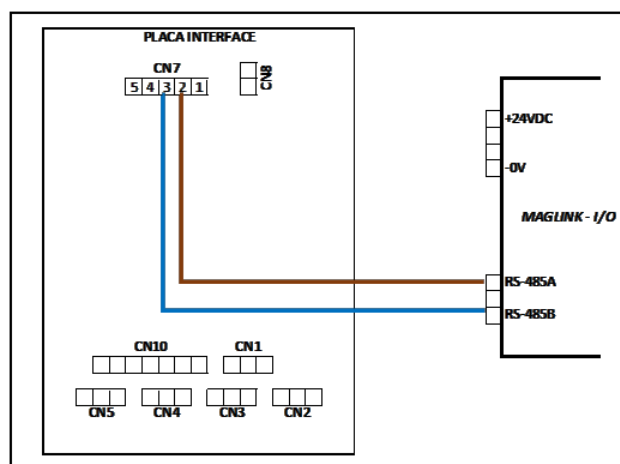 PLACA INTERFACE
CN7
CN8
5 4 3 2 1
+24VDC
-0V
MAGLINK - I/O
RS-485A
RS-485B
CN10
CN1
CN5
CN4
CN3
CN2